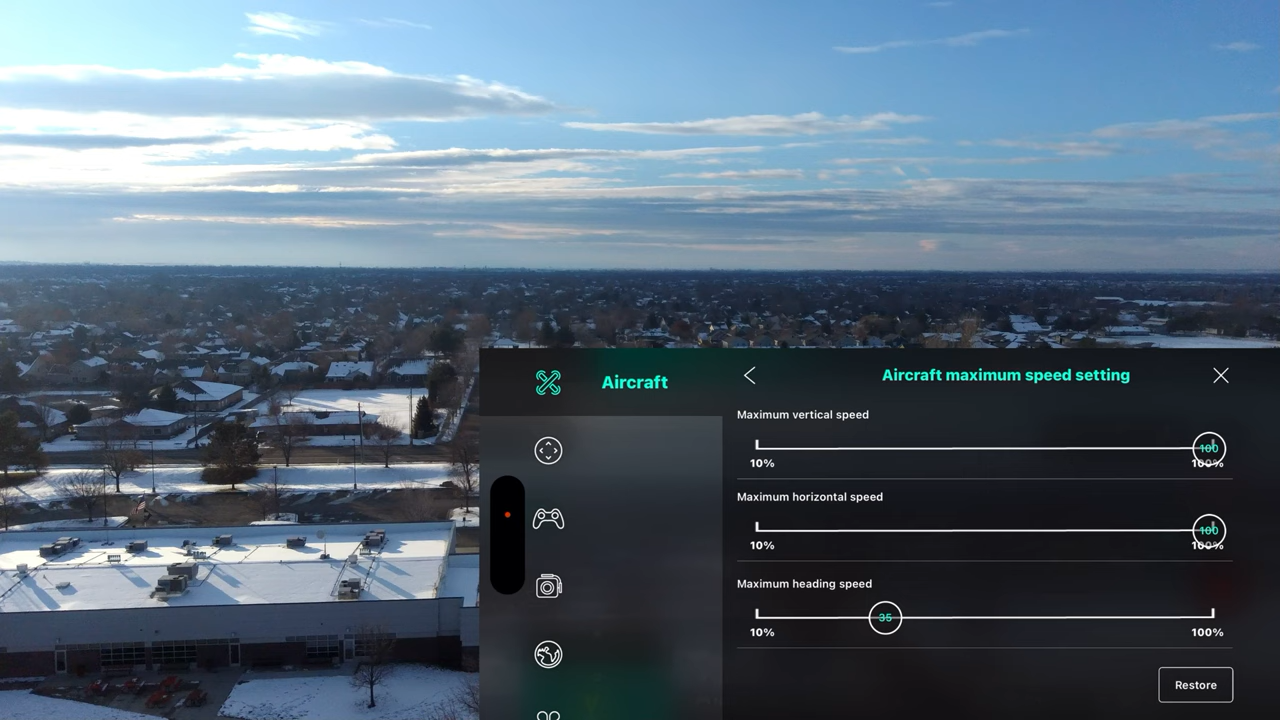 Aircraft
Aircraft maximum speed setting
Maximum vertical speed
100
10%
100%
Maximum horizontal speed
100
10%
100%
Maximum heading speed
35
10%
100%
Restore